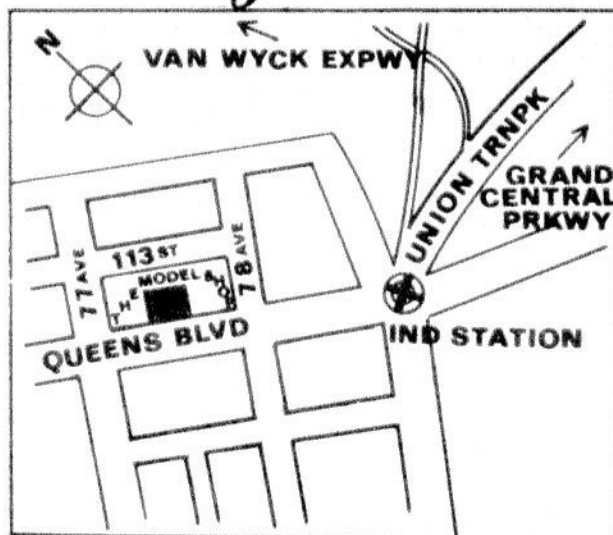 N
VAN WYCK EXPWY
UNION TRNPK
GRAND
CENTRAL
PRKWY
77 AVE
113 ST
78 AVE
THE MODEL SHOP
QUEENS BLVD
IND STATION